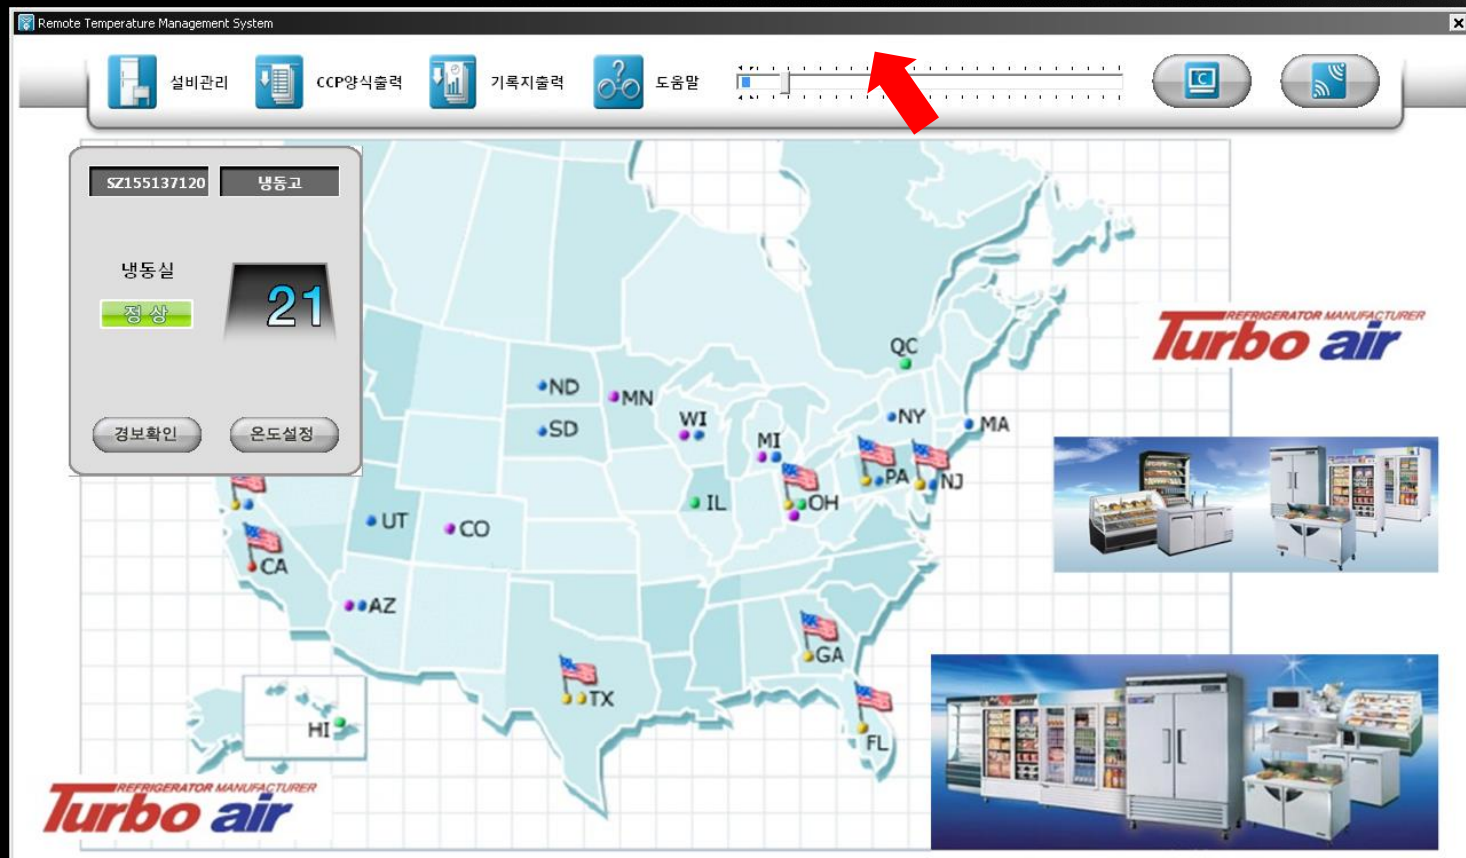 Remote Temperature Management System
설비관리
CCP양식출력
기록지출력
도움말
C
SZ155137120
냉동고
냉동실
정상
21
경보확인
온도설정
QC
ND
MN
SD
WI
MI
NY
MA
PA
NJ
IL
OH
UT
CO
CA
AZ
GA
TX
FL
HI
REFRIGERATOR MANUFACTURER
Turbo air
REFRIGERATOR MANUFACTURER
Turbo air